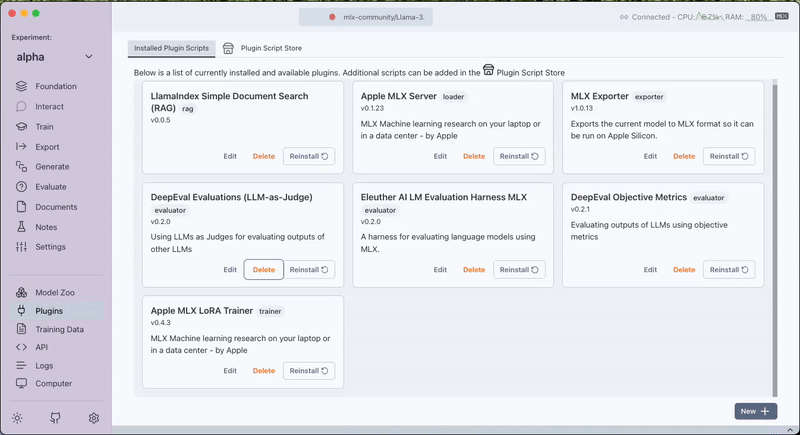 mlx-community/Llama-3.
Connected - CPU: RAM: 80% MLX
Experiment:
alpha
Foundation
Interact
Train
Export
Generate
Evaluate
Documents
Notes
Settings
Model Zoo
Plugins
Training Data
API
Logs
Computer
Installed Plugin Scripts
Plugin Script Store
Below is a list of currently installed and available plugins. Additional scripts can be added in the Plugin Script Store
LlamaIndex Simple Document Search
(RAG) rag
v0.0.5
Edit Delete Reinstall
Apple MLX Server loader
v0.1.23
MLX Machine learning research on your laptop or
in a data center - by Apple
Edit Delete Reinstall
MLX Exporter exporter
v1.0.13
Exports the current model to MLX format so it can
be run on Apple Silicon.
Edit Delete Reinstall
DeepEval Evaluations (LLM-as-Judge)
evaluator
v0.2.0
Using LLMs as Judges for evaluating outputs of
other LLMs
Edit Delete Reinstall
Eleuther AI LM Evaluation Harness MLX
evaluator
v0.2.0
A harness for evaluating language models using
MLX.
Edit Delete Reinstall
DeepEval Objective Metrics evaluator
v0.2.1
Evaluating outputs of LLMs using objective
metrics
Edit Delete Reinstall
Apple MLX LoRA Trainer trainer
v0.4.3
MLX Machine learning research on your laptop or
in a data center - by Apple
Edit Delete Reinstall
New